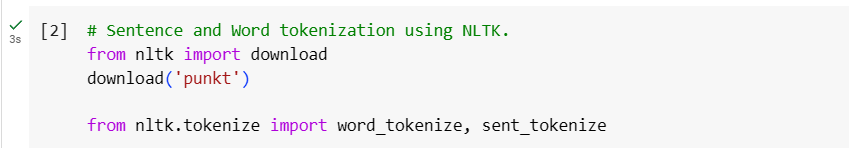 [2] # Sentence and Word tokenization using NLTK.
3s
from nltk import download
download('punkt')
from nltk.tokenize import word_tokenize, sent_tokenize